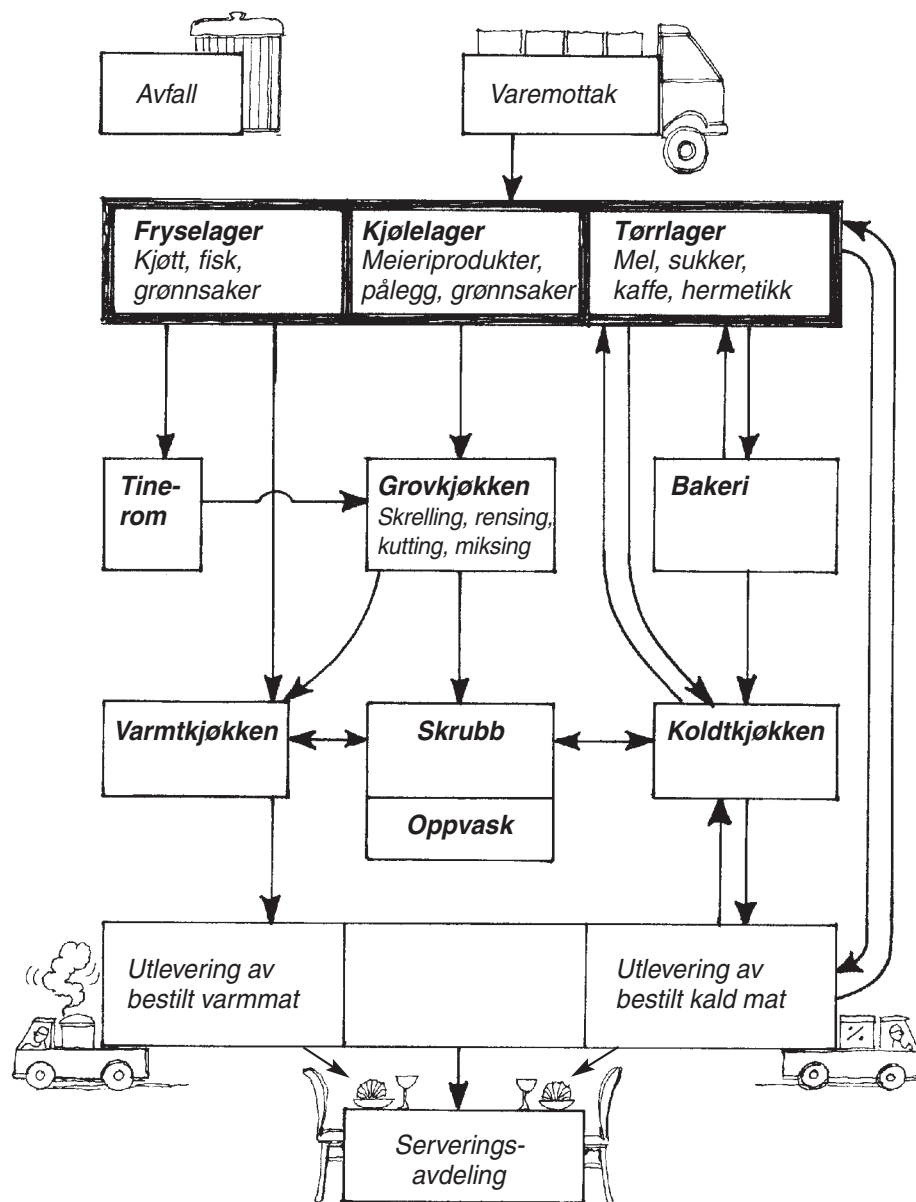 Avfall
Varemottak
Fryselager
Kjøtt, fisk,
grønnsaker
Kjølelager
Meieriprodukter,
pålegg, grønnsaker
Tørrlager
Mel, sukker,
kaffe, hermetikk
Tine-
rom
Grovkjøkken
Skrelling, rensing,
kutting, miksing
Bakeri
Varmtkjøkken
Skrubb
Oppvask
Koldtkjøkken
Utlevering av
bestilt varmmat
Utlevering av
bestilt kald mat
Serverings-
avdeling